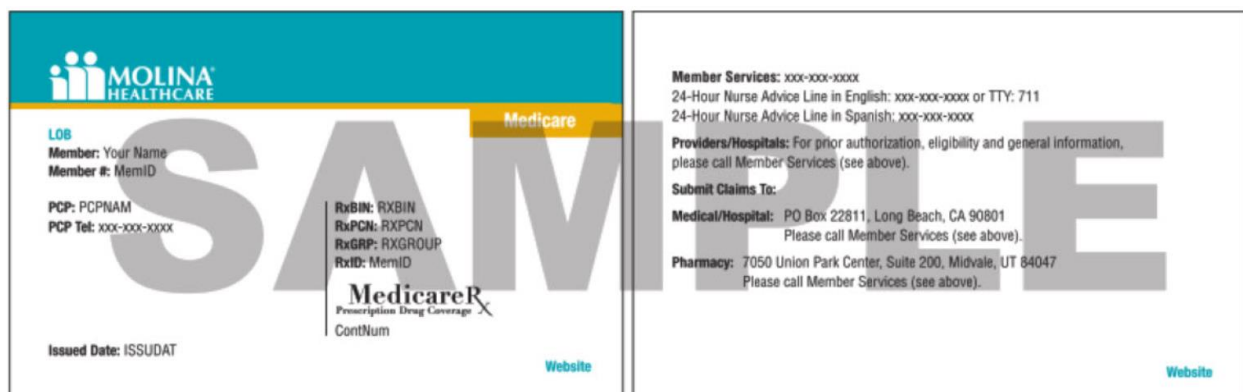 MOLINA®
HEALTHCARE
Medicare
LOB
Member: Your Name
Member #: MemID
PCP: PCPNAM
PCP Tel: xxx-xxx-xxxx
RxBIN: RXBIN
RxPCN: RXPCN
RxGRP: RXGROUP
RxID: MemID
MedicareRx
Prescription Drug Coverage
ContNum
Issued Date: ISSUDAT
Website
Member Services: xxx-xxx-xxxx
24-Hour Nurse Advice Line in English: xxx-xxx-xxxx or TTY: 711
24-Hour Nurse Advice Line in Spanish: xxx-xxx-xxxx
Providers/Hospitals: For prior authorization, eligibility and general information,
please call Member Services (see above).
Submit Claims To:
Medical/Hospital: PO Box 22811, Long Beach, CA 90801
Please call Member Services (see above).
Pharmacy: 7050 Union Park Center, Suite 200, Midvale, UT 84047
Please call Member Services (see above).
Website
SAMPLE